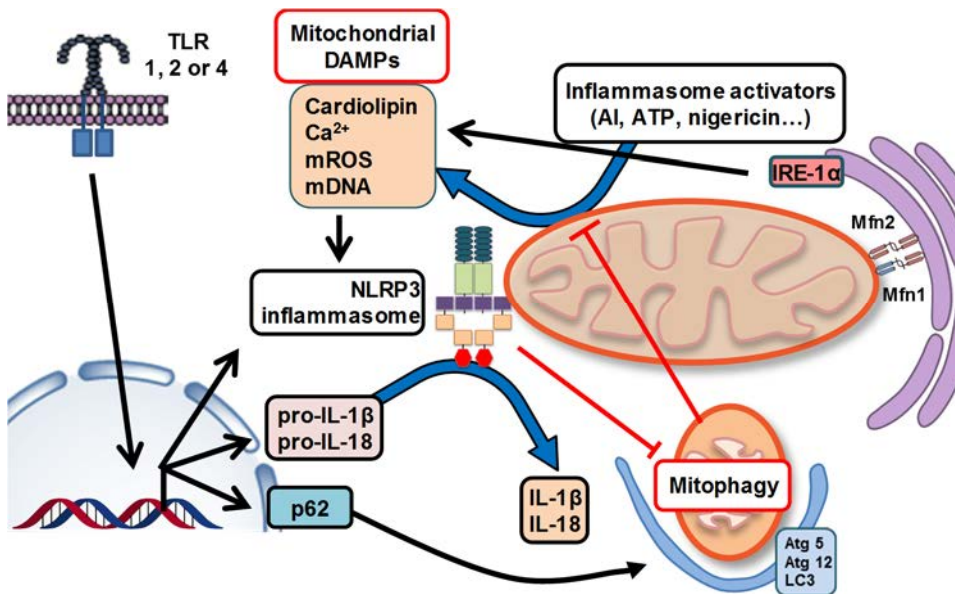 TLR
1, 2 or 4
Mitochondrial
DAMPs
Cardiolipin
Ca²⁺
mROS
mDNA
Inflammasome activators
(Al, ATP, nigericin…)
IRE-1α
Mfn2
Mfn1
NLRP3
inflammasome
pro-IL-1β
pro-IL-18
p62
IL-1β
IL-18
Mitophagy
Atg 5
Atg 12
LC3